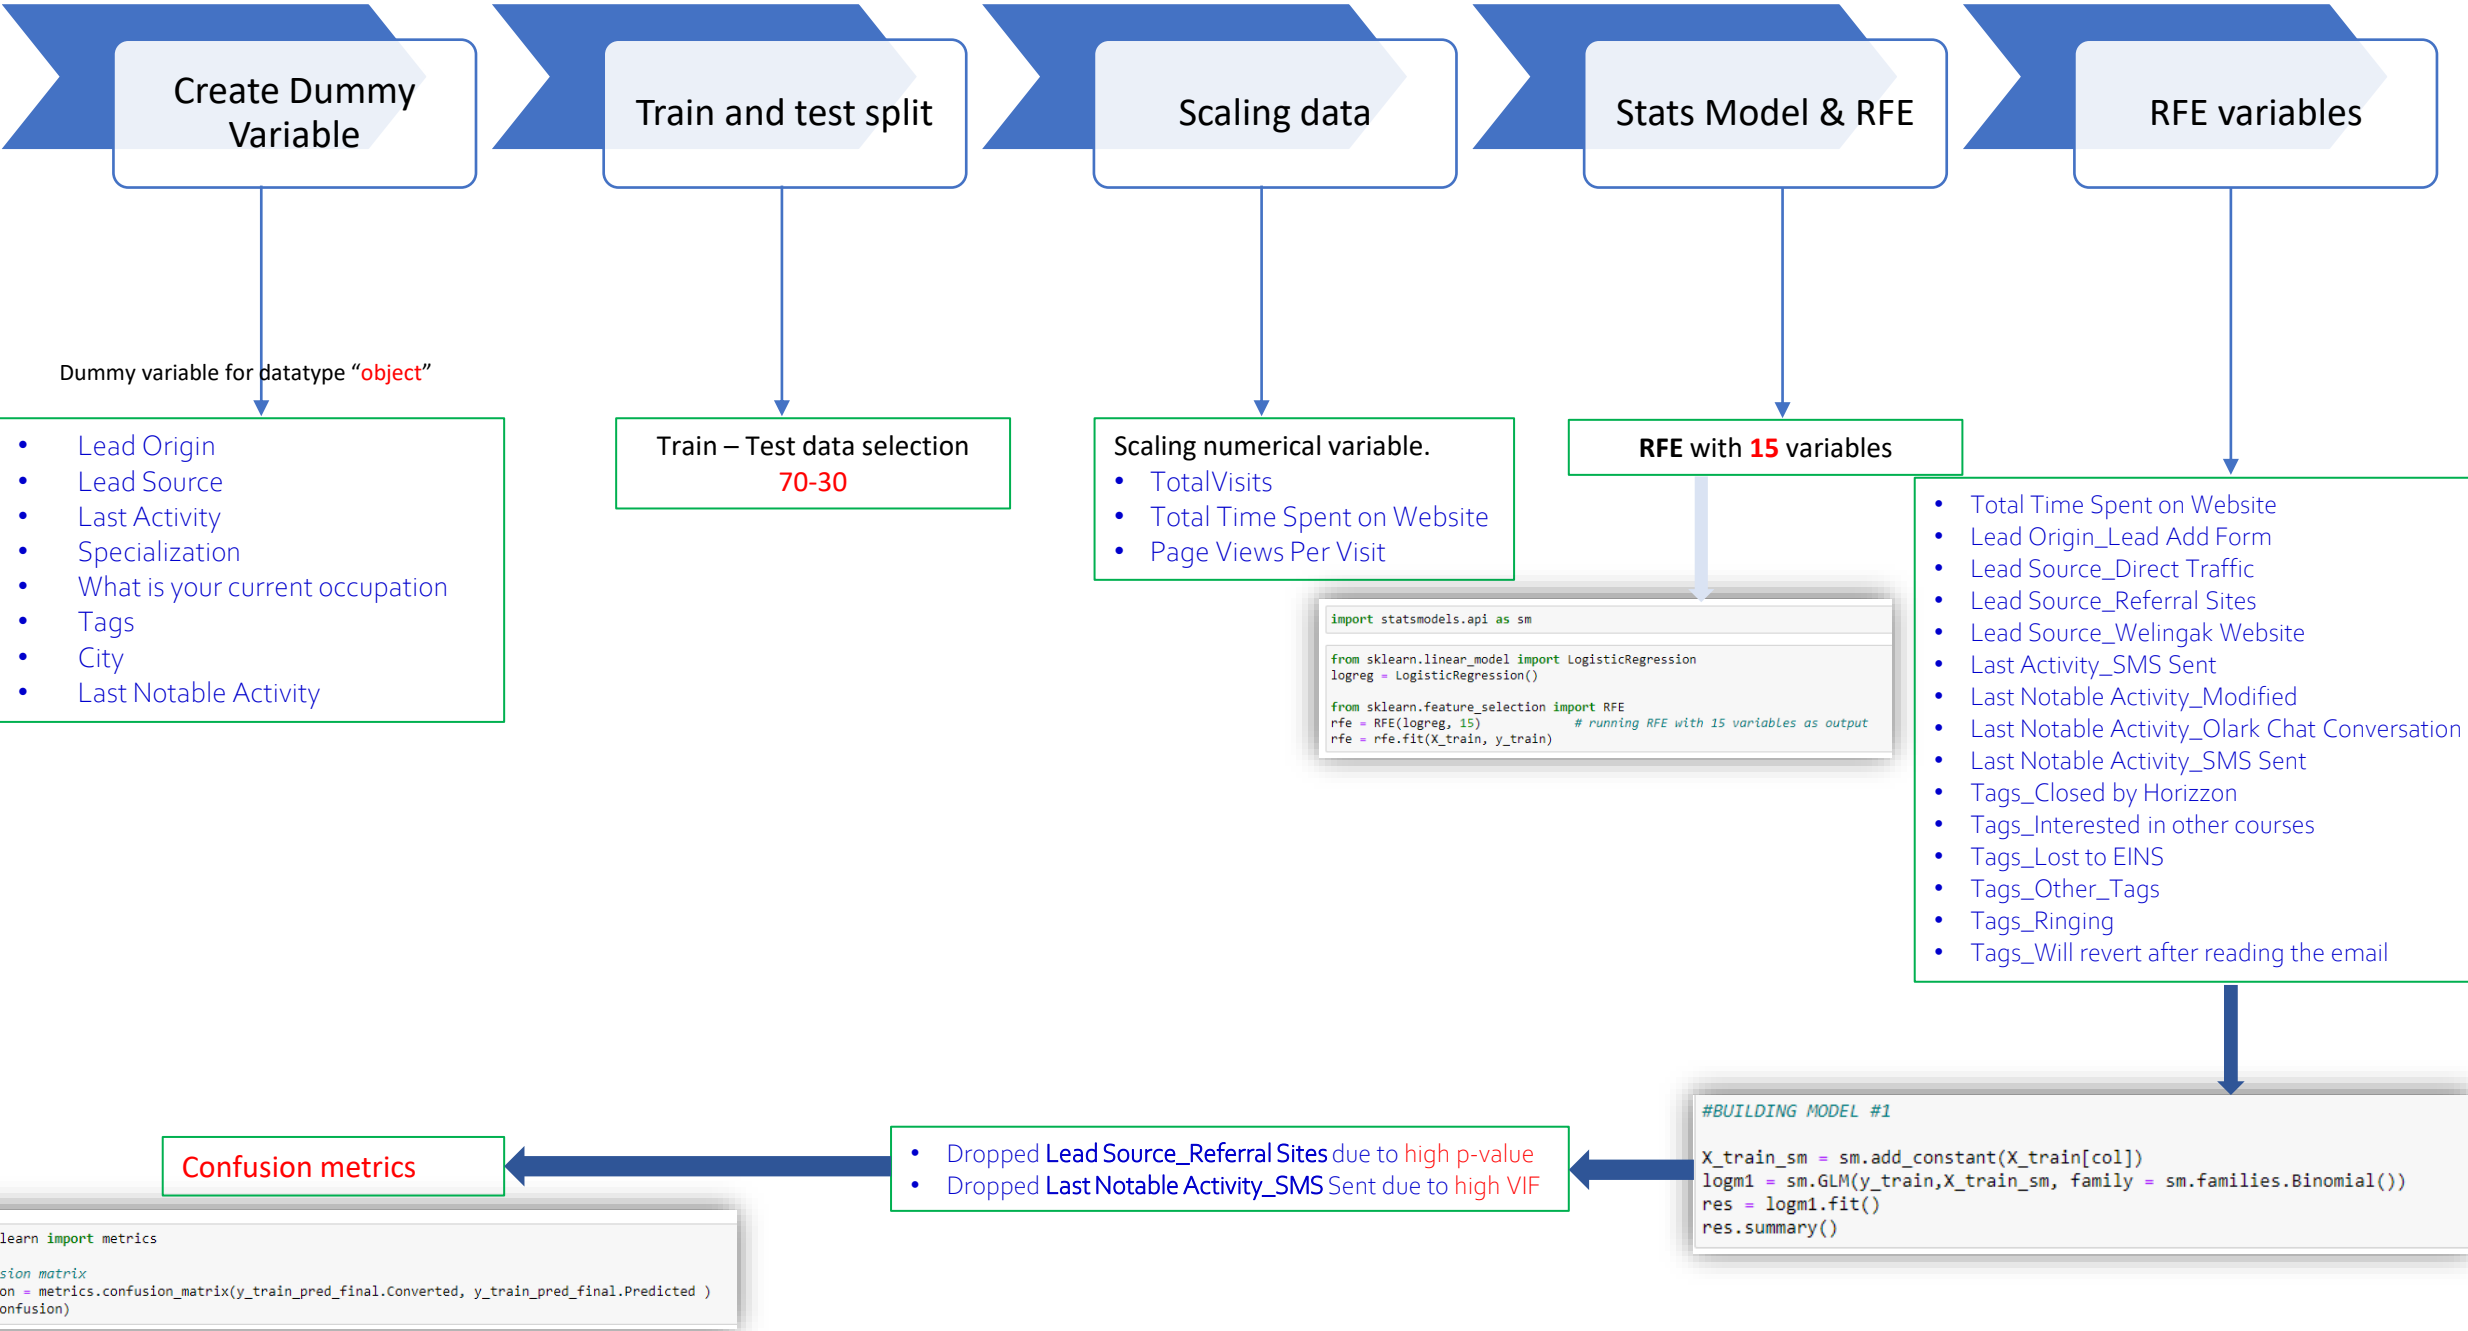 Create Dummy
Variable
Train and test split
Scaling data
Stats Model & RFE
RFE variables
Dummy variable for datatype “object”
• Lead Origin
• Lead Source
• Last Activity
• Specialization
• What is your current occupation
• Tags
• City
• Last Notable Activity
Train – Test data selection
70-30
Scaling numerical variable.
• TotalVisits
• Total Time Spent on Website
• Page Views Per Visit
RFE with 15 variables
import statsmodels.api as sm
from sklearn.linear_model import LogisticRegression
logreg = LogisticRegression()
from sklearn.feature_selection import RFE
rfe = RFE(logreg, 15) # running RFE with 15 variables as output
rfe = rfe.fit(X_train, y_train)
• Total Time Spent on Website
• Lead Origin_Lead Add Form
• Lead Source_Direct Traffic
• Lead Source_Referral Sites
• Lead Source_Welingak Website
• Last Activity_SMS Sent
• Last Notable Activity_Modified
• Last Notable Activity_Olark Chat Conversation
• Last Notable Activity_SMS Sent
• Tags_Closed by Horizzon
• Tags_Interested in other courses
• Tags_Lost to EINS
• Tags_Other_Tags
• Tags_Ringing
• Tags_Will revert after reading the email
#BUILDING MODEL #1
X_train_sm = sm.add_constant(X_train[col])
logm1 = sm.GLM(y_train,X_train_sm, family = sm.families.Binomial())
res = logm1.fit()
res.summary()
• Dropped Lead Source_Referral Sites due to high p-value
• Dropped Last Notable Activity_SMS Sent due to high VIF
Confusion metrics
learn import metrics
sion matrix
on = metrics.confusion_matrix(y_train_pred_final.Converted, y_train_pred_final.Predicted )
onfusion)